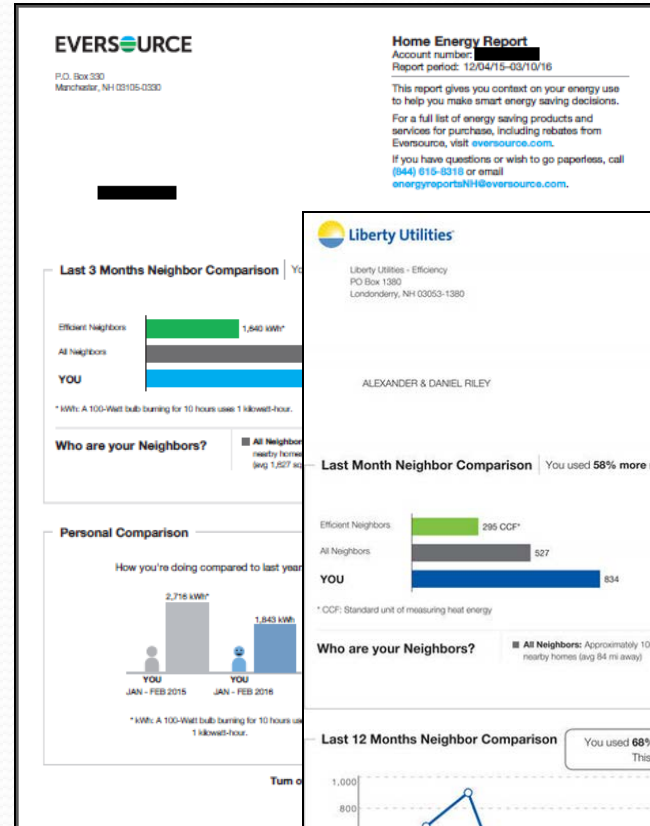 EVERSOURCE
P.O. Box 330
Manchester, NH 03105-0330
Home Energy Report
Account number:
Report period: 12/04/15–03/10/16
This report gives you context on your energy use
to help you make smart energy saving decisions.
For a full list of energy saving products and
services for purchase, including rebates from
Eversource, visit eversource.com.
If you have questions or wish to go paperless, call
(844) 615-8316 or email
energyreportsNH@eversource.com.
Last 3 Months Neighbor Comparison
Efficient Neighbors 1,640 kWh*
All Neighbors
YOU
* kWh: A 100-Watt bulb burning for 10 hours uses 1 kilowatt-hour.
Who are your Neighbors?
All Neighbor
nearby homes
(avg 1,627 sq
Personal Comparison
How you're doing compared to last year
2,716 kWh*
1,843 kWh
YOU YOU
JAN - FEB 2015 JAN - FEB 2016
* kWh: A 100-Watt bulb burning for 10 hours use
1 kilowatt-hour.
Turn o
Liberty Utilities
Liberty Utilities - Efficiency
PO Box 1380
Londonderry, NH 03053-1380
ALEXANDER & DANIEL RILEY
Last Month Neighbor Comparison You used 58% more
Efficient Neighbors 295 CCF*
All Neighbors 527
YOU 834
* CCF: Standard unit of measuring heat energy
Who are your Neighbors?
All Neighbors: Approximately 10
nearby homes (avg 84 mi away)
Last 12 Months Neighbor Comparison
You used 68%
This
1,000
800